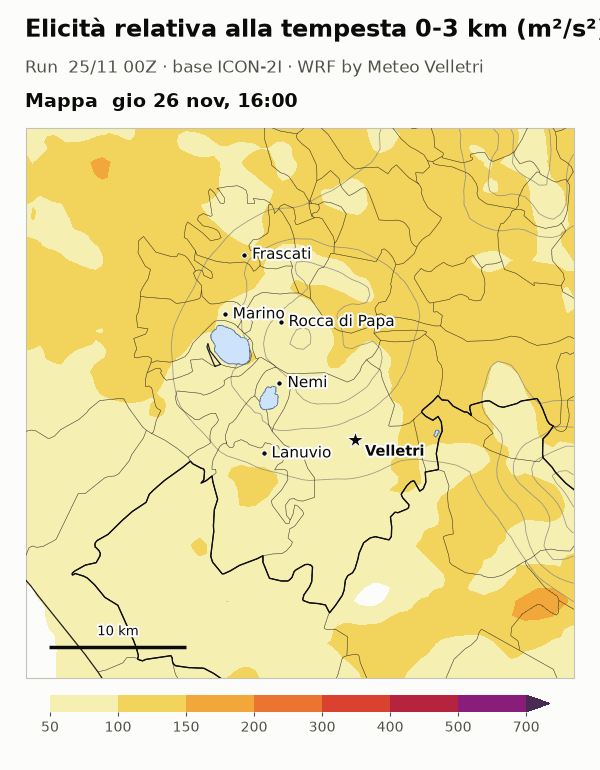 Elicità relativa alla tempesta 0-3 km (m²/s²)
Run 25/11 00Z · base ICON-2I · WRF by Meteo Velletri
Mappa gio 26 nov, 16:00
Frascati
Marino
Rocca di Papa
Nemi
Velletri
Lanuvio
10 km
50 100 150 200 300 400 500 700